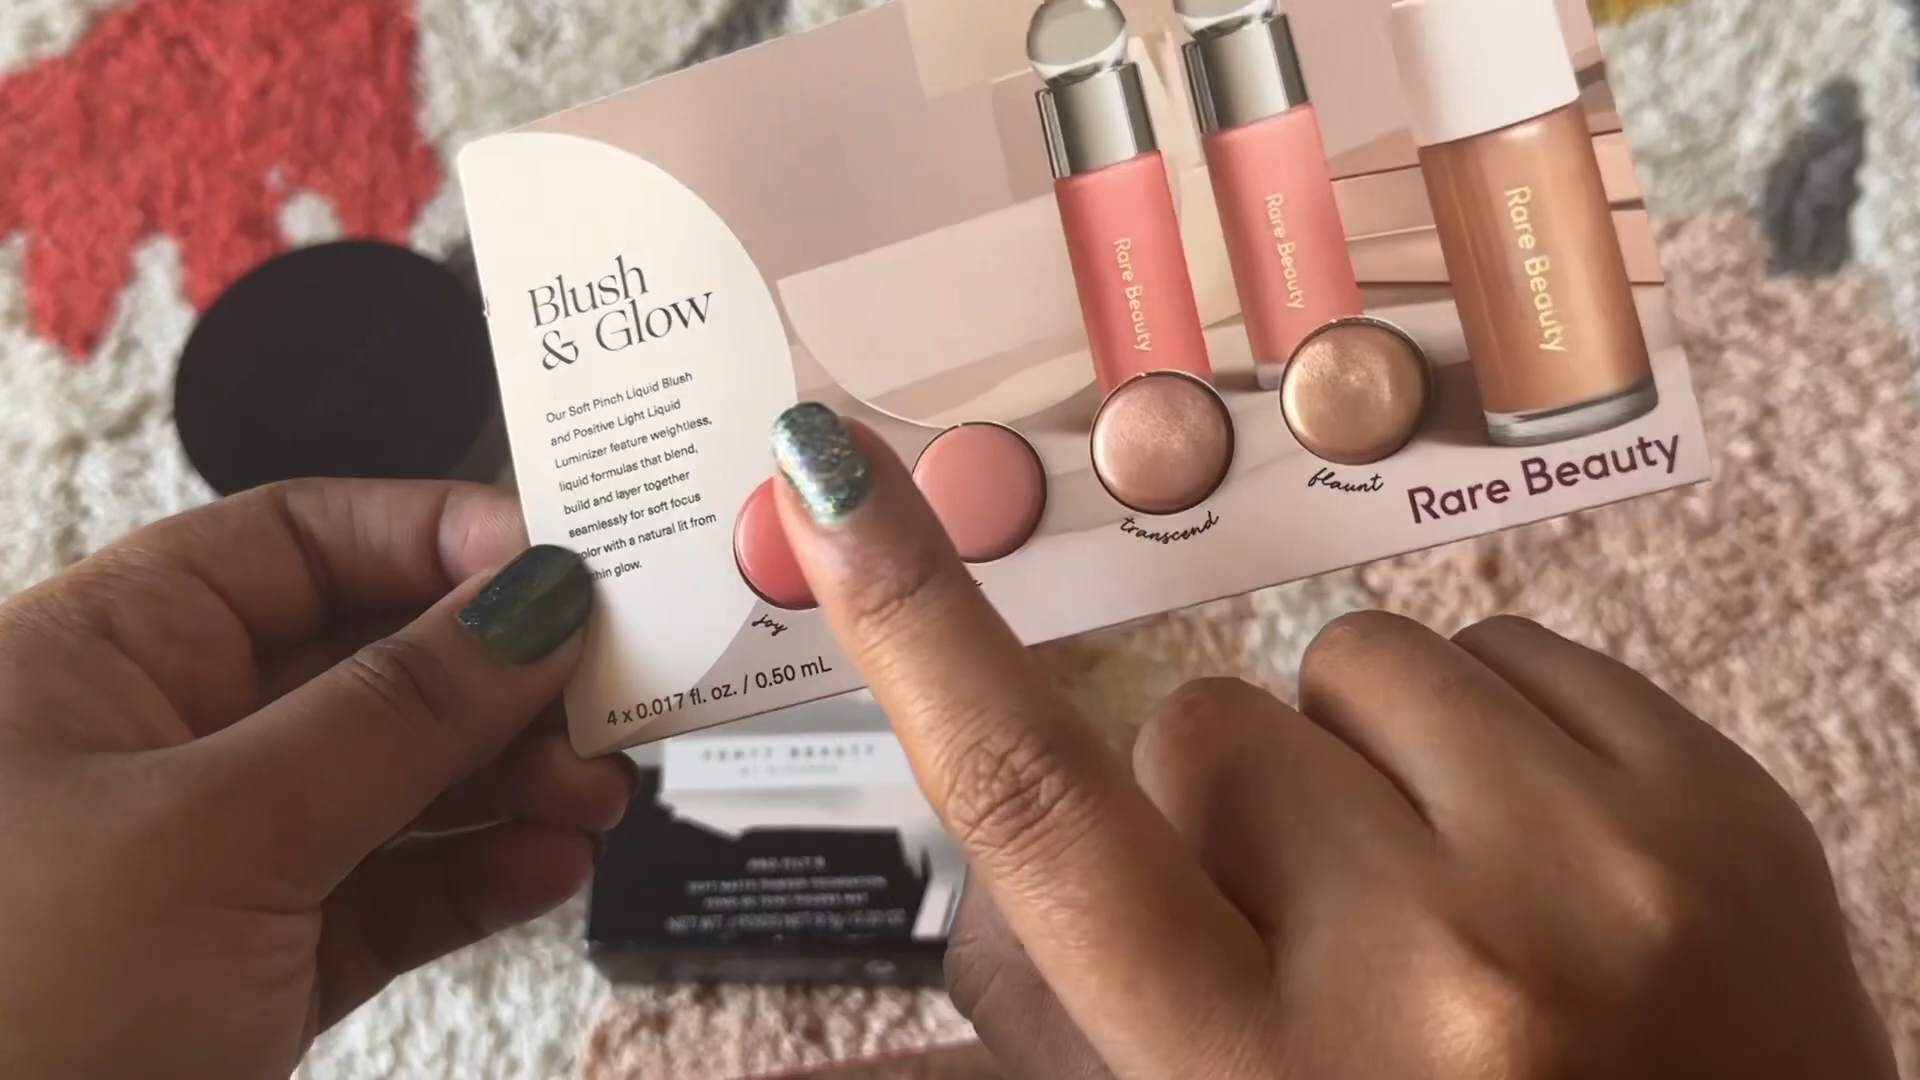 Blush
& Glow
Our Soft Pinch Liquid Blush
and Positive Light Liquid
Luminizer feature weightless,
liquid formulas that blend,
build and layer together
seamlessly for soft focus
color with a natural lit from
thin glow.
joy
transcend
flaunt
Rare Beauty
4 x 0.017 fl. oz. / 0.50 mL
Rare Beauty
Rare Beauty
Rare Beauty